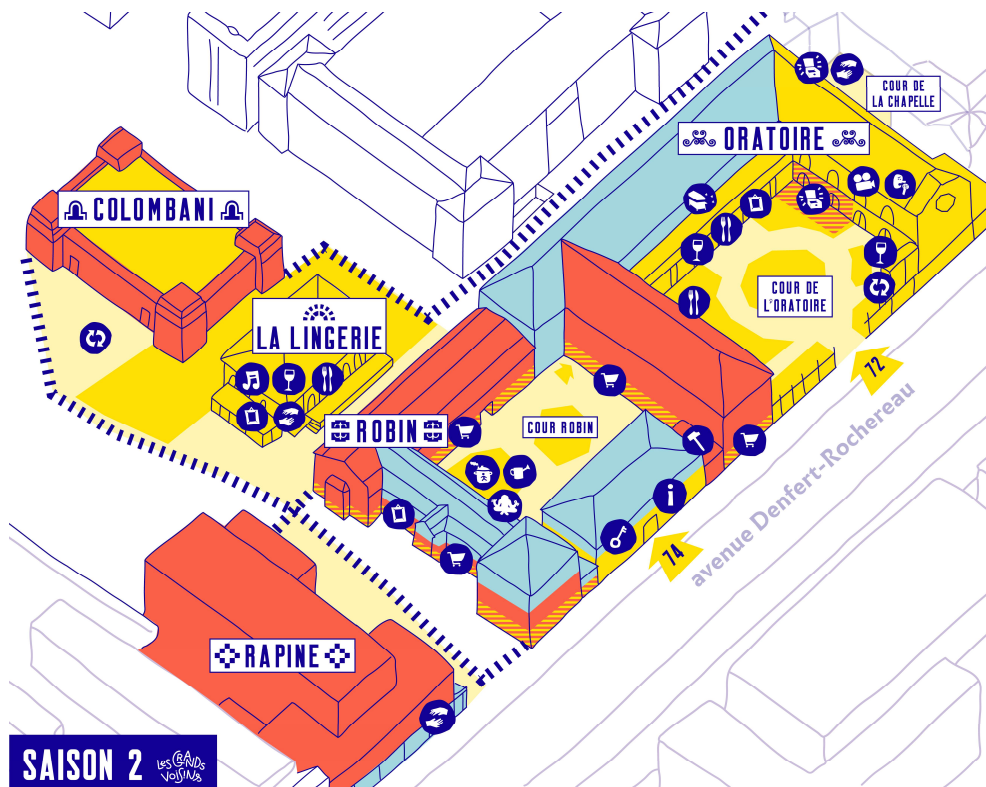 COUR DE
LA CHAPELLE
ORATOIRE
COLOMBANI
COUR DE
L'ORATOIRE
LA LINGERIE
72
ROBIN
COUR ROBIN
avenue Denfert-Rochereau
i
74
RAPINE
SAISON 2
LES GRANDS
VOISINS